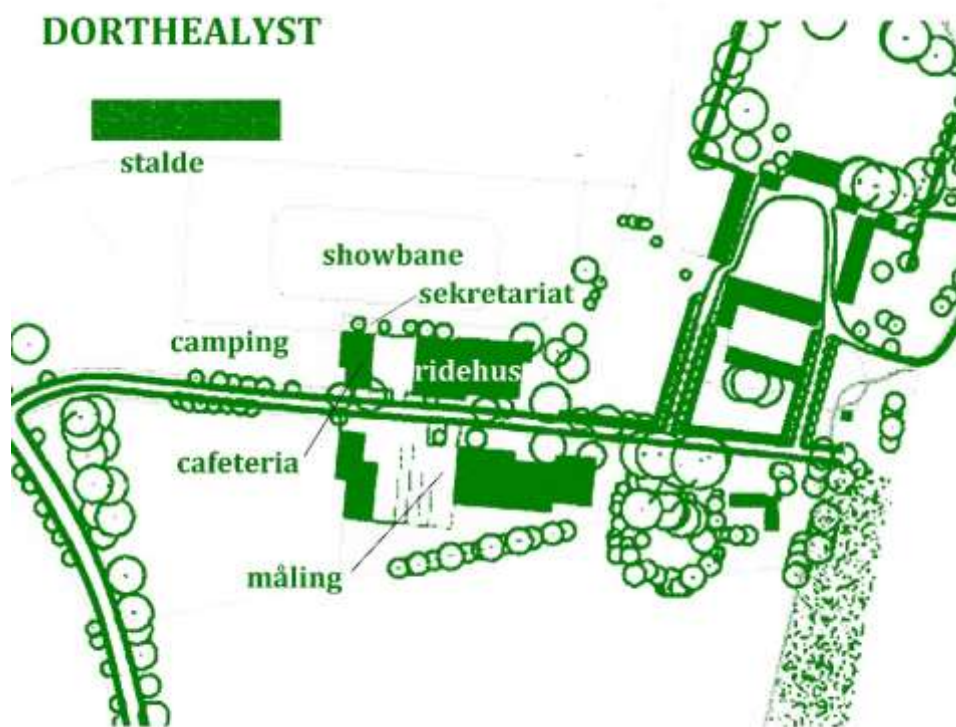 DORTHEALYST
stalde
showbane
sekretariat
camping
ridehus
cafeteria
måling